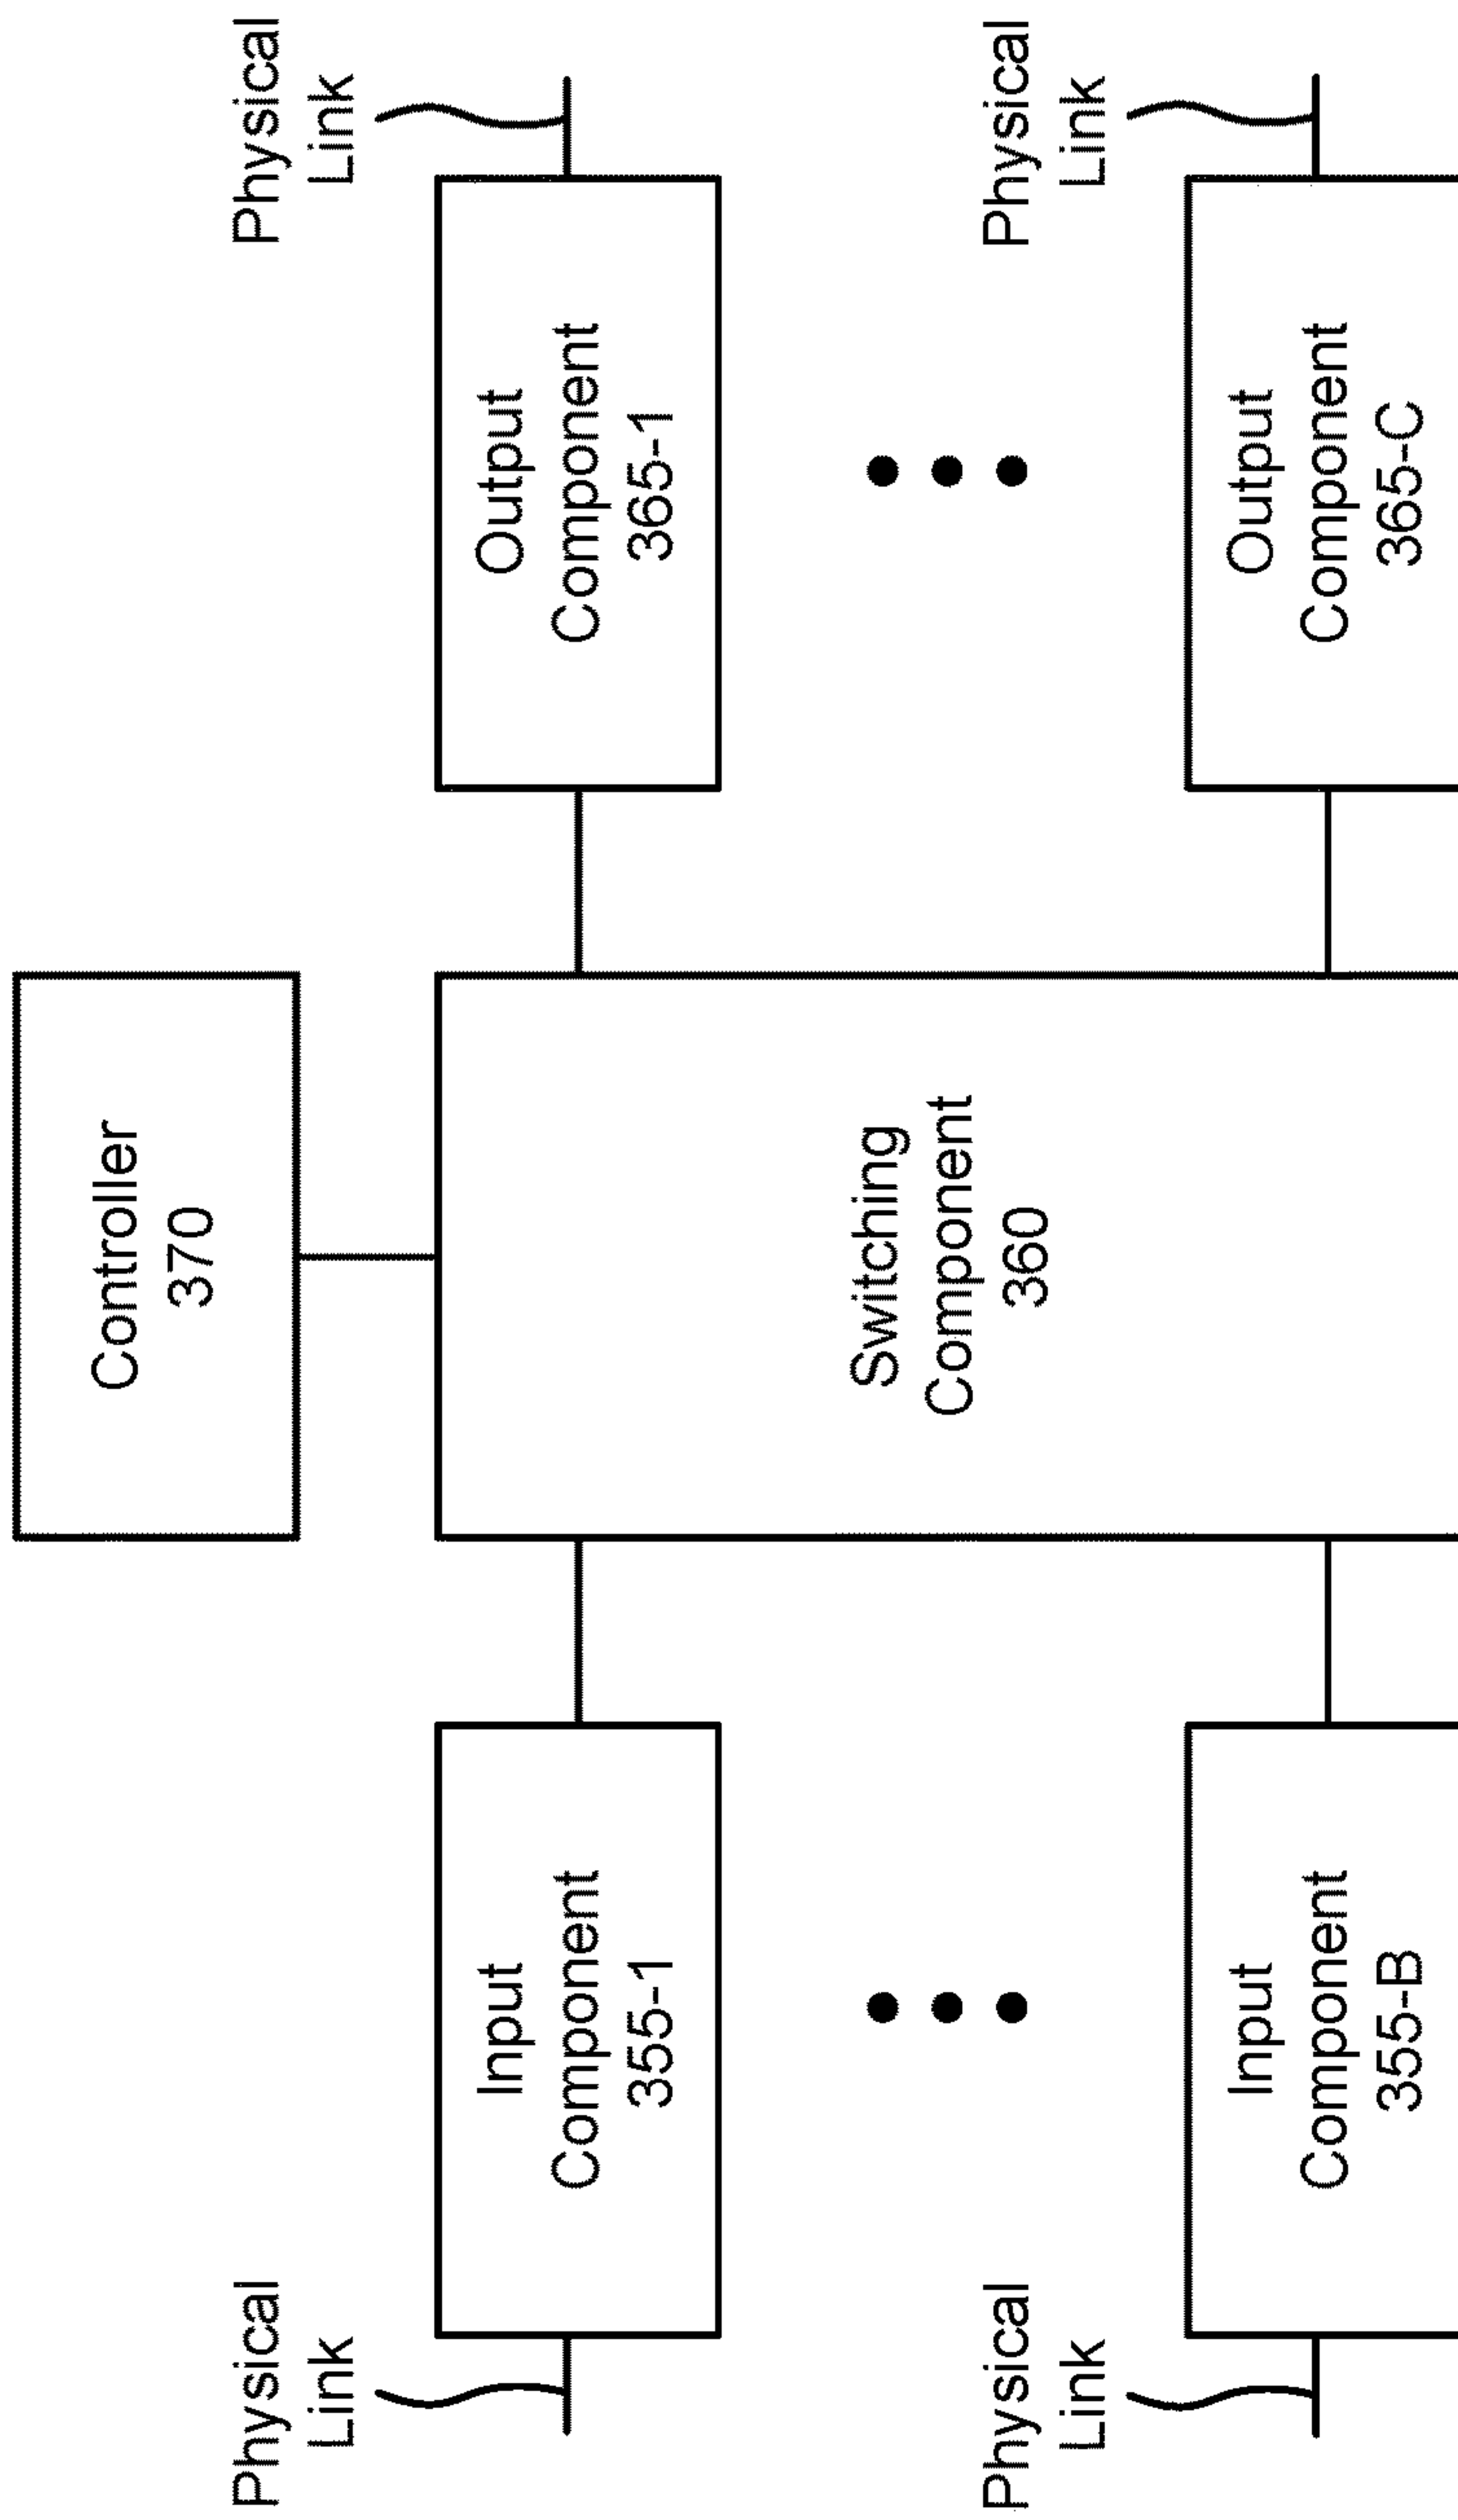 Controller
370
Physical
Link
Input
Component
355-1
Switching
Component
360
Output
Component
365-1
Physical
Link
Physical
Link
Input
Component
355-B
Output
Component
365-C
Physical
Link